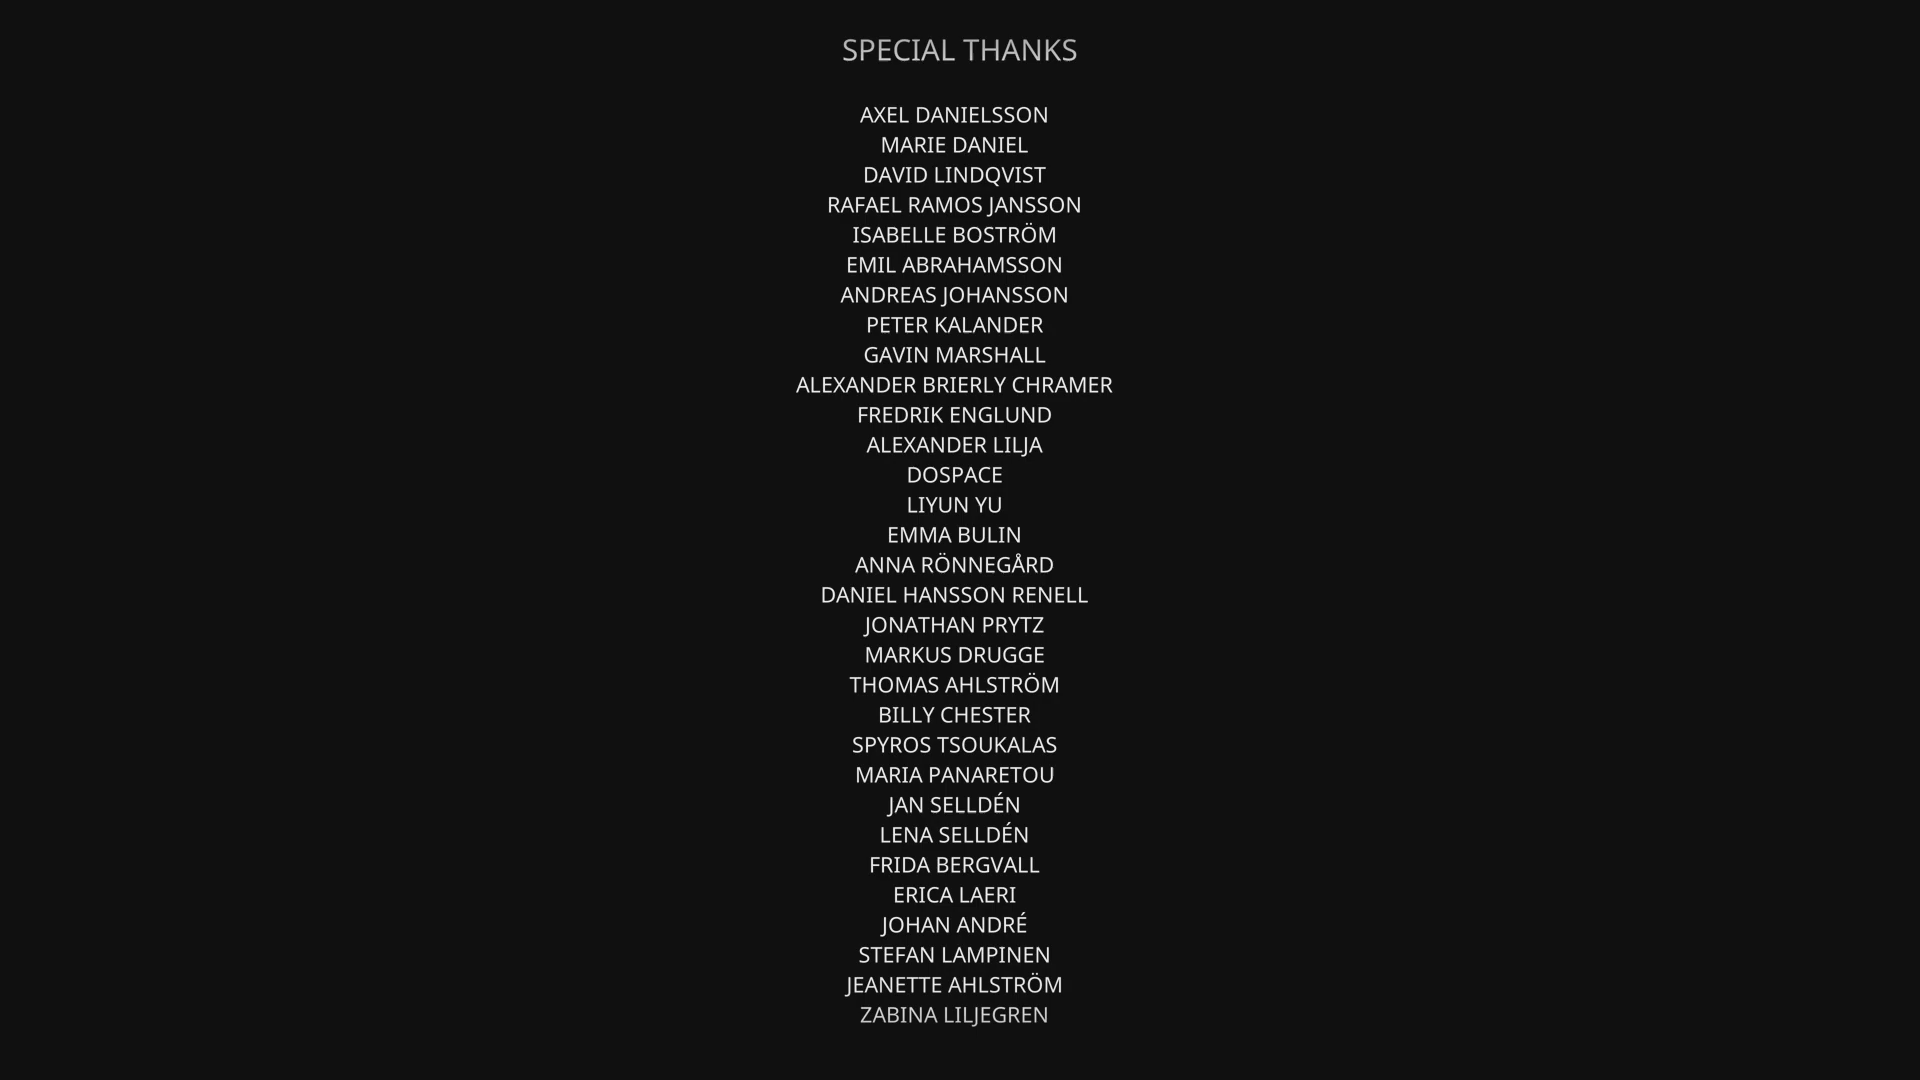 SPECIAL THANKS
AXEL DANIELSSON
MARIE DANIEL
DAVID LINDQVIST
RAFAEL RAMOS JANSSON
ISABELLE BOSTRÖM
EMIL ABRAHAMSSON
ANDREAS JOHANSSON
PETER KALANDER
GAVIN MARSHALL
ALEXANDER BRIERLY CHRAMER
FREDRIK ENGLUND
ALEXANDER LILJA
DOSPACE
LIYUN YU
EMMA BULIN
ANNA RÖNNEGÅRD
DANIEL HANSSON RENELL
JONATHAN PRYTZ
MARKUS DRUGGE
THOMAS AHLSTRÖM
BILLY CHESTER
SPYROS TSOUKALAS
MARIA PANARETOU
JAN SELLDÉN
LENA SELLDÉN
FRIDA BERGVALL
ERICA LAERI
JOHAN ANDRÉ
STEFAN LAMPINEN
JEANETTE AHLSTRÖM
ZABINA LILJEGREN